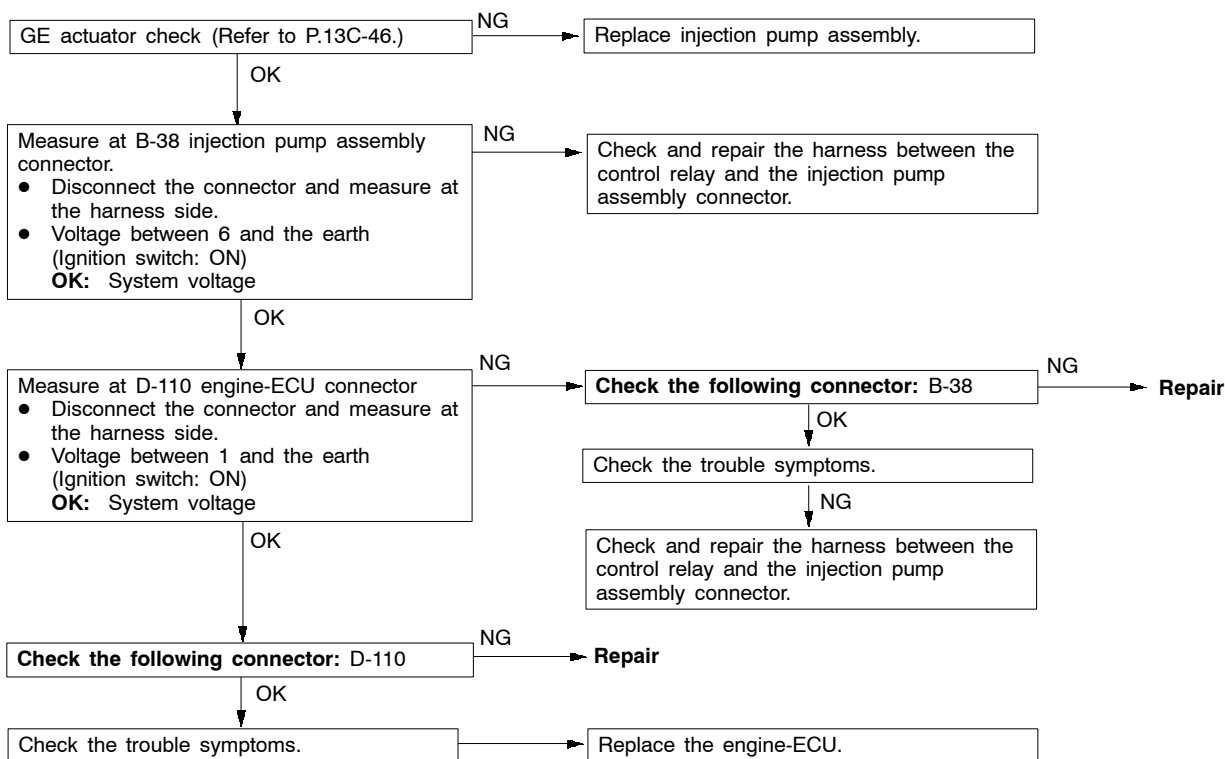 GE actuator check (Refer to P.13C-46.)
NG
Replace injection pump assembly.
OK
Measure at B-38 injection pump assembly
connector.
● Disconnect the connector and measure at
the harness side.
● Voltage between 6 and the earth
(Ignition switch: ON)
OK: System voltage
NG
Check and repair the harness between the
control relay and the injection pump
assembly connector.
OK
Measure at D-110 engine-ECU connector
● Disconnect the connector and measure at
the harness side.
● Voltage between 1 and the earth
(Ignition switch: ON)
OK: System voltage
NG
Check the following connector: B-38
NG
Repair
OK
Check the trouble symptoms.
NG
Check and repair the harness between the
control relay and the injection pump
assembly connector.
OK
Check the following connector: D-110
NG
Repair
OK
Check the trouble symptoms.
Replace the engine-ECU.